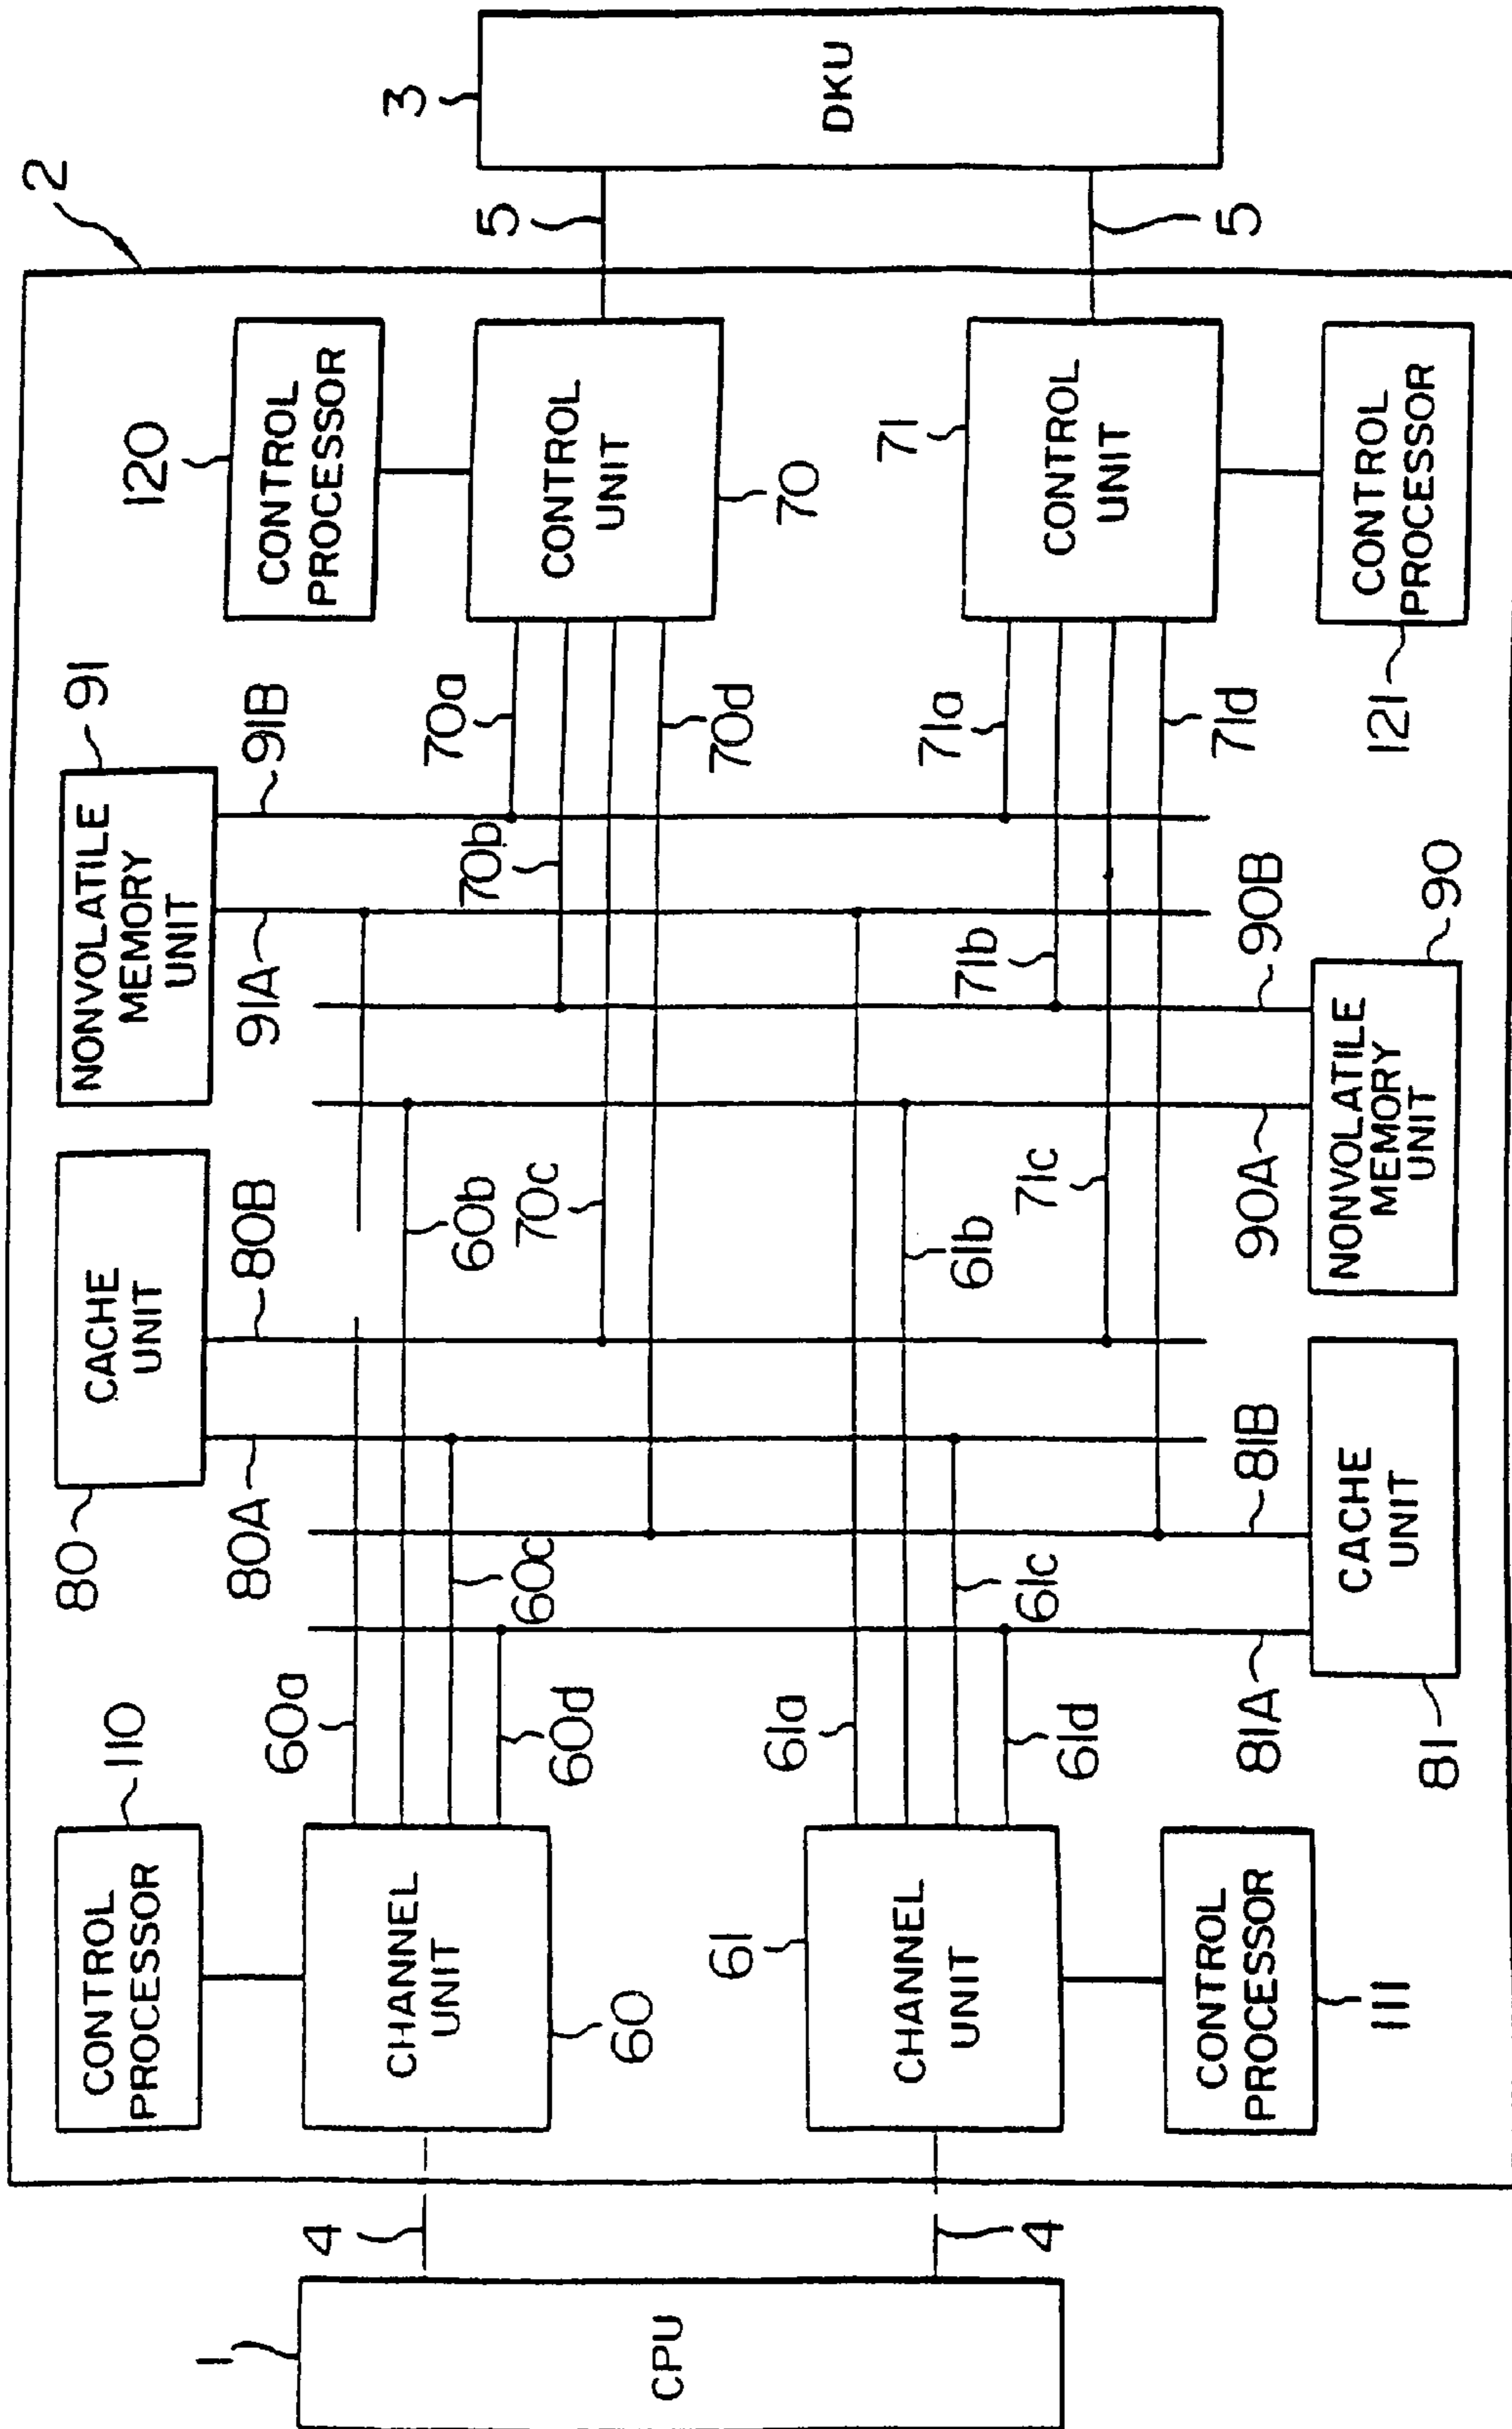 2
1
CPU
4
4
CONTROL
PROCESSOR
110
CHANNEL
UNIT
60
61
CHANNEL
UNIT
CONTROL
PROCESSOR
111
80
CACHE
UNIT
80A
80B
NONVOLATILE
MEMORY
UNIT
91
91A
91B
120
CONTROL
PROCESSOR
CONTROL
UNIT
70
71
CONTROL
UNIT
CONTROL
PROCESSOR
121
60a
60b
60c
60d
70a
70b
70c
70d
61a
61b
61c
61d
71a
71b
71c
71d
81A
81B
81
CACHE
UNIT
90A
90B
90
NONVOLATILE
MEMORY
UNIT
5
5
3
DKU